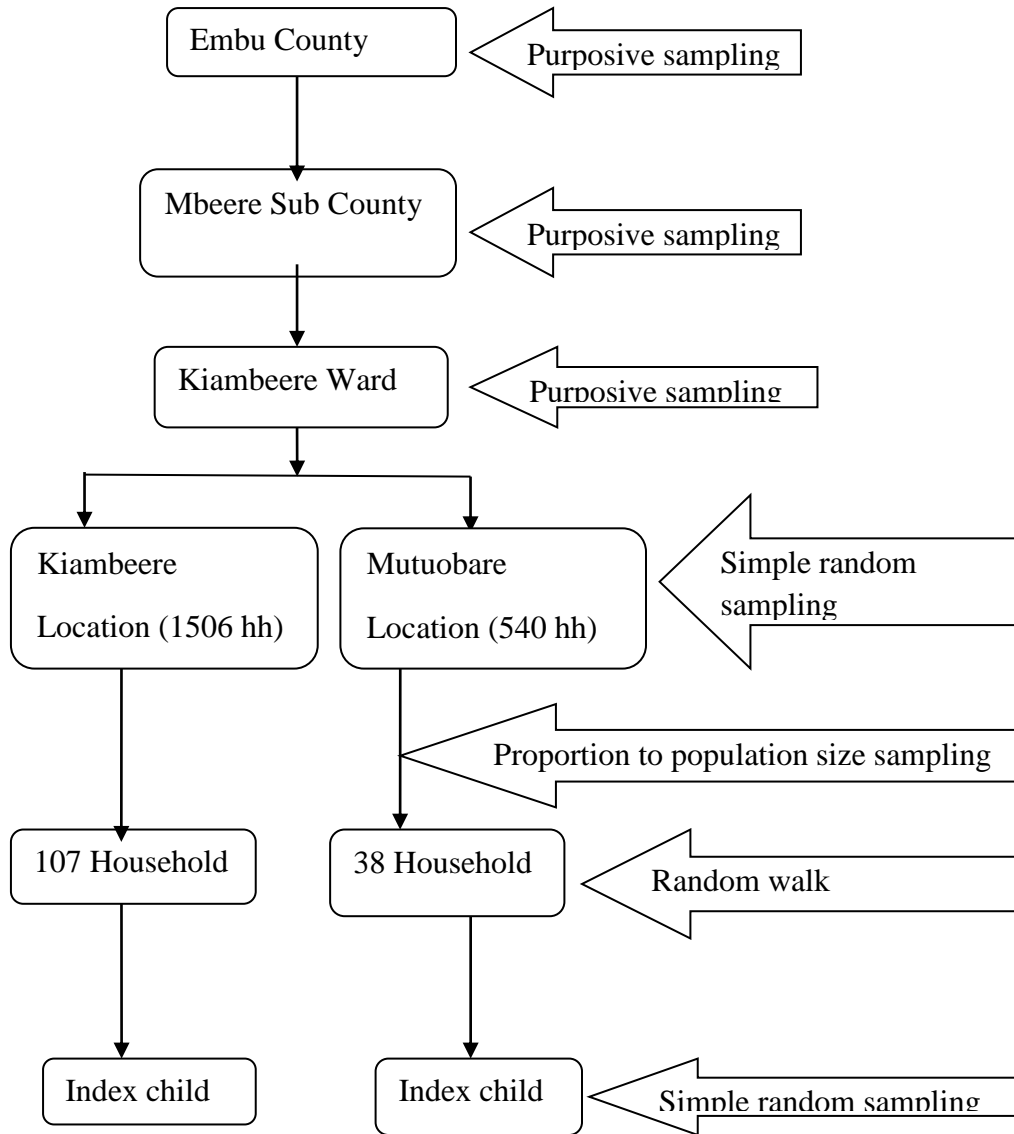 Embu County
Purposive sampling
Mbeere Sub County
Purposive sampling
Kiambeere Ward
Purposive sampling
Kiambeere
Location (1506 hh)
Mutuobare
Location (540 hh)
Simple random
sampling
Proportion to population size sampling
107 Household
38 Household
Random walk
Index child
Index child
Simple random sampling